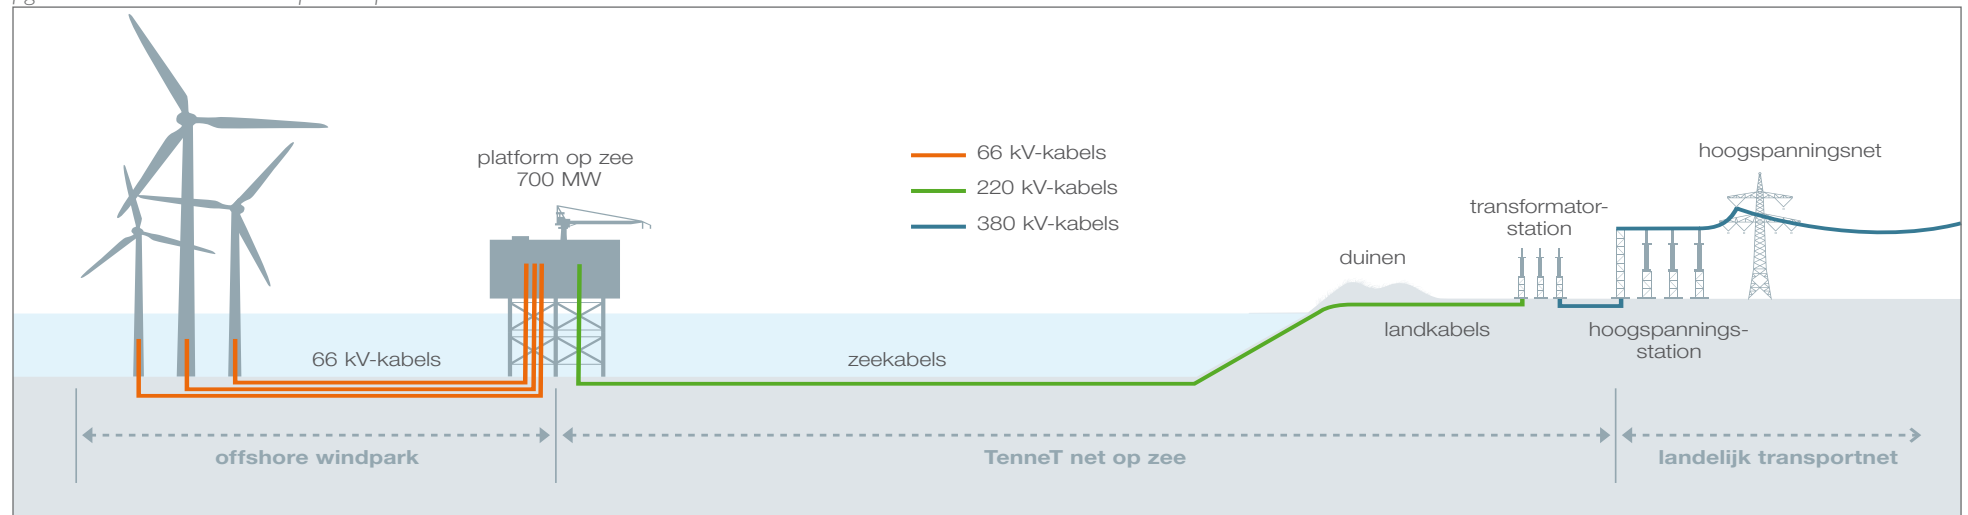 platform op zee
700 MW
66 kV-kabels
220 kV-kabels
380 kV-kabels
hoogspanningsnet
transformator-
station
duinen
66 kV-kabels
zeekabels
landkabels
hoogspannings-
station
offshore windpark
TenneT net op zee
landelijk transportnet